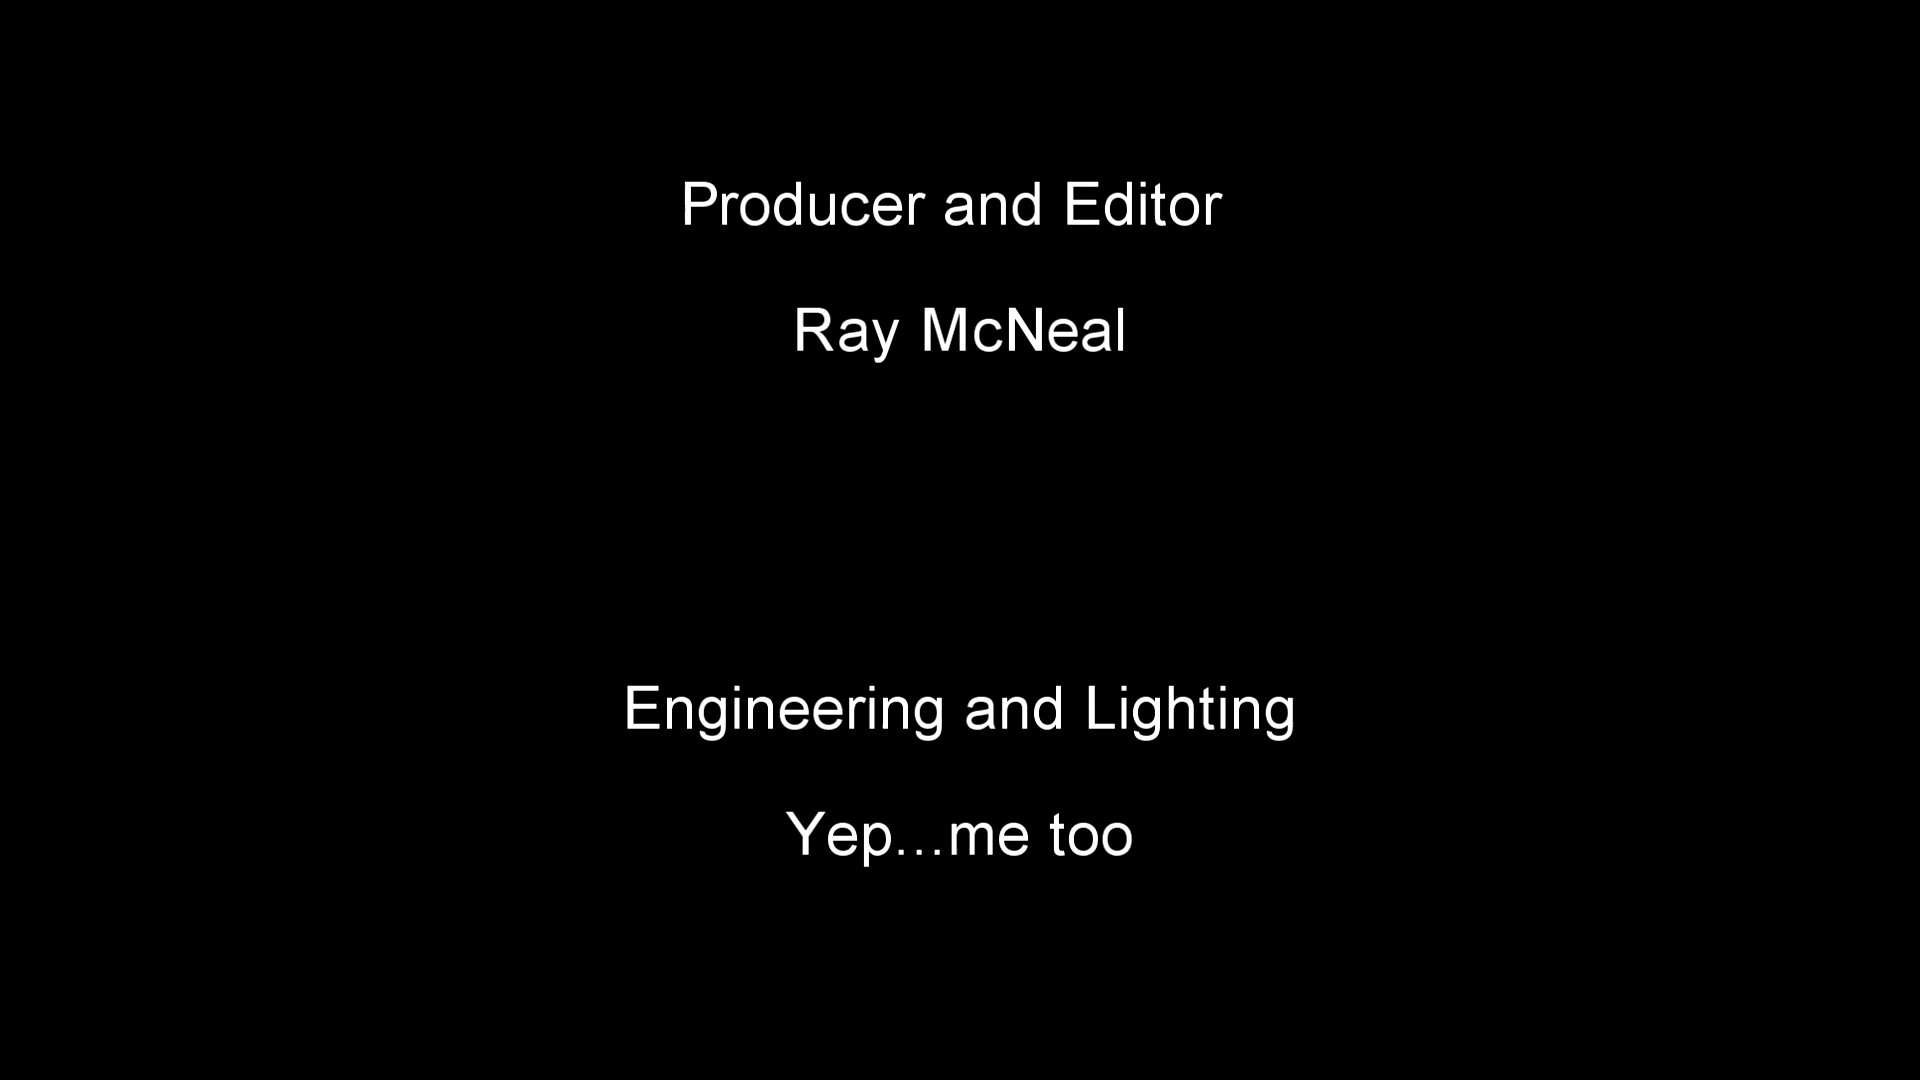 Producer and Editor
Ray McNeal
Engineering and Lighting
Yep...me too